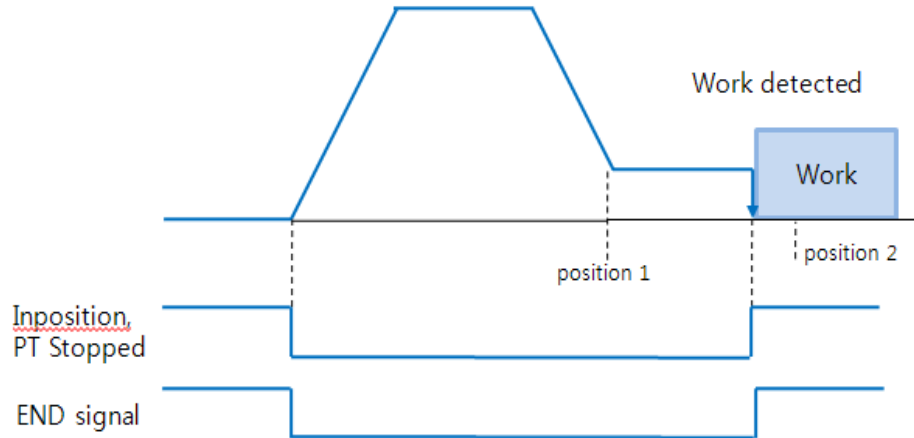 Work detected
Work
position 1
position 2
Inposition,
PT Stopped
END signal